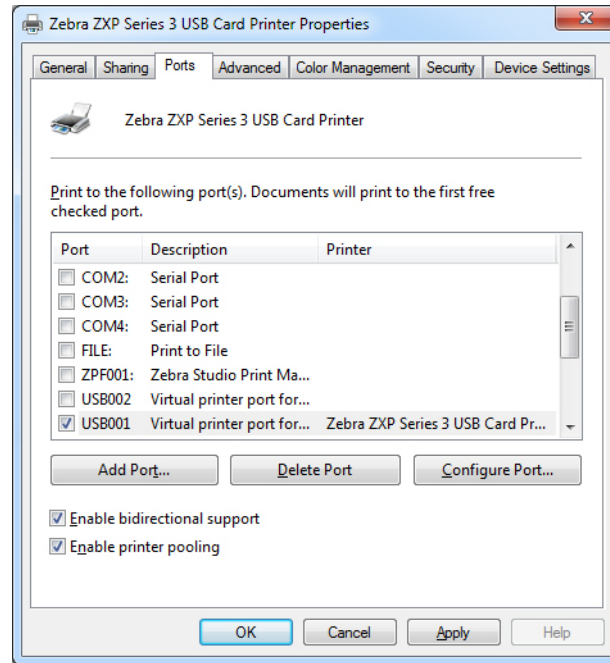 Zebra ZXP Series 3 USB Card Printer Properties
General Sharing Ports Advanced Color Management Security Device Settings
Zebra ZXP Series 3 USB Card Printer
Print to the following port(s). Documents will print to the first free
checked port.
Port Description Printer
COM2: Serial Port
COM3: Serial Port
COM4: Serial Port
FILE: Print to File
ZPF001: Zebra Studio Print Ma...
USB002 Virtual printer port for...
USB001 Virtual printer port for... Zebra ZXP Series 3 USB Card Pr...
Add Port... Delete Port Configure Port...
Enable bidirectional support
Enable printer pooling
OK Cancel Apply Help